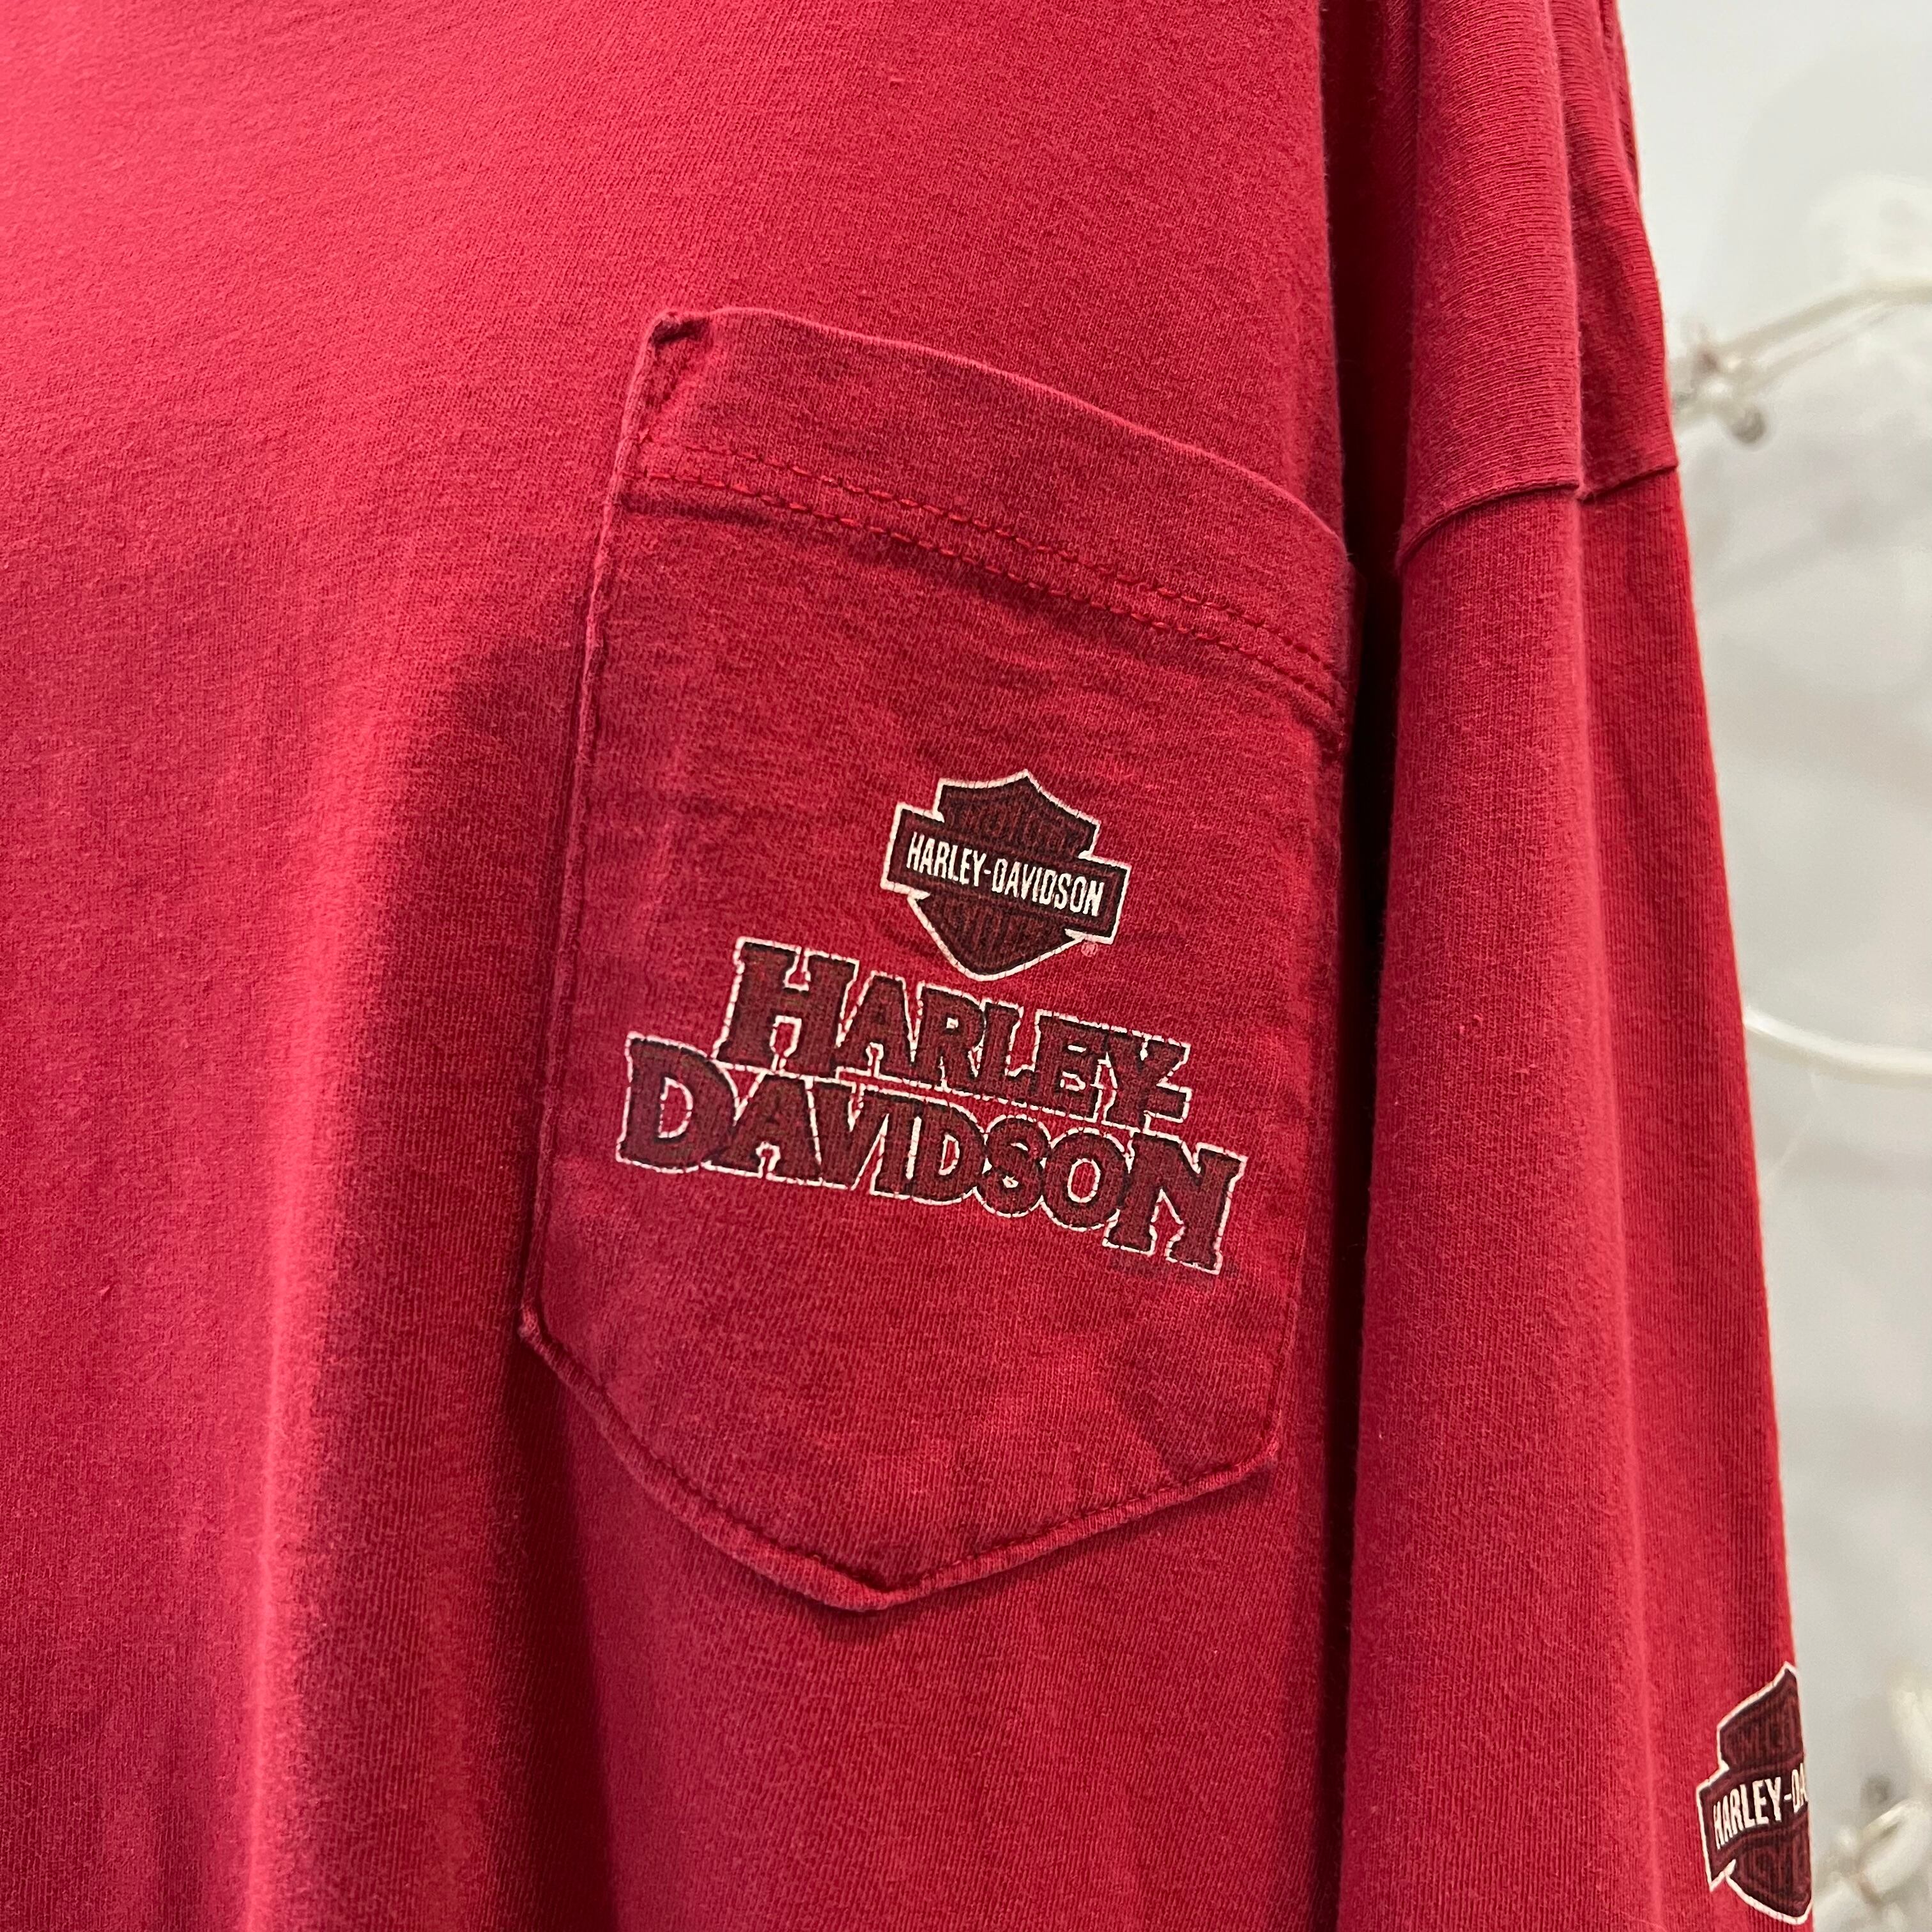 MOTOR
HARLEY-DAVIDSON
CYCLES
®
HARLEY-
DAVIDSON
HARLEY-DA